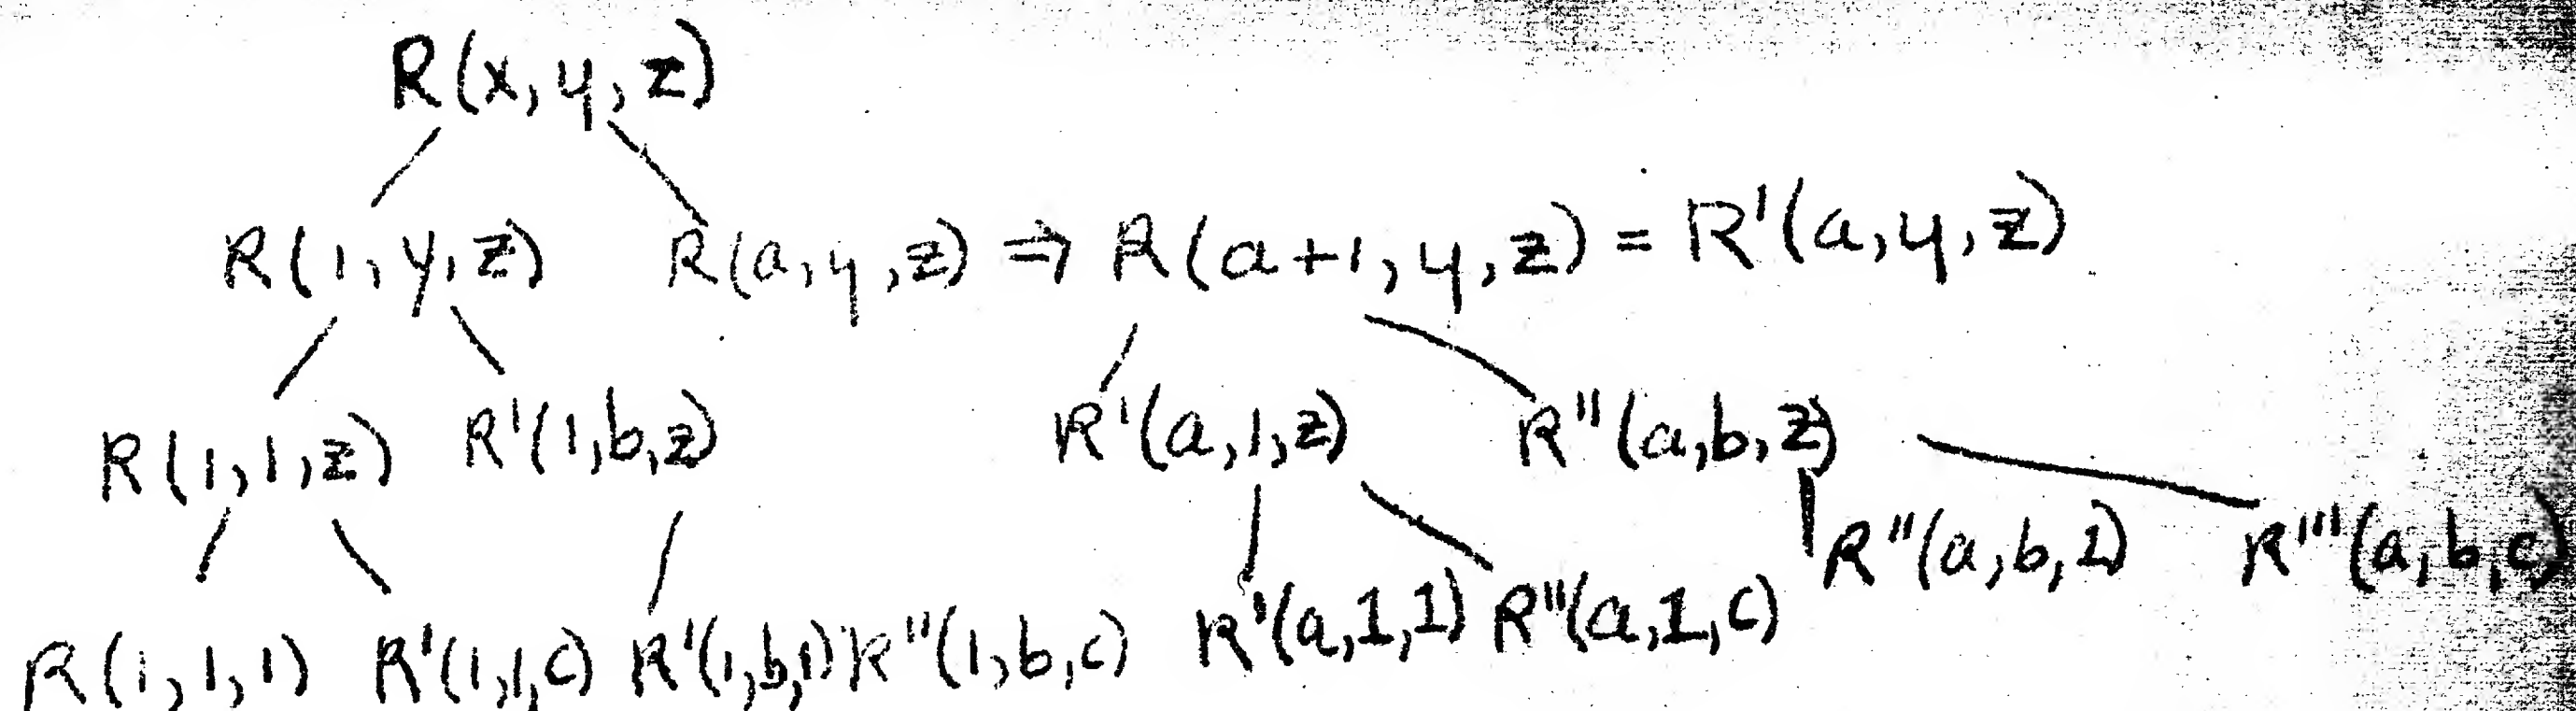 R(x,y,z)
R(1,y,z) R(a,y,z) ⇒ R(a+1,y,z) = R'(a,y,z)
R(1,1,z) R'(1,b,z) R'(a,1,z) R''(a,b,z)
R''(a,b,1) R'''(a,b,c)
R(1,1,1) R'(1,1,c) R'(1,b,1) R''(1,b,c) R'(a,1,1) R''(a,1,c)